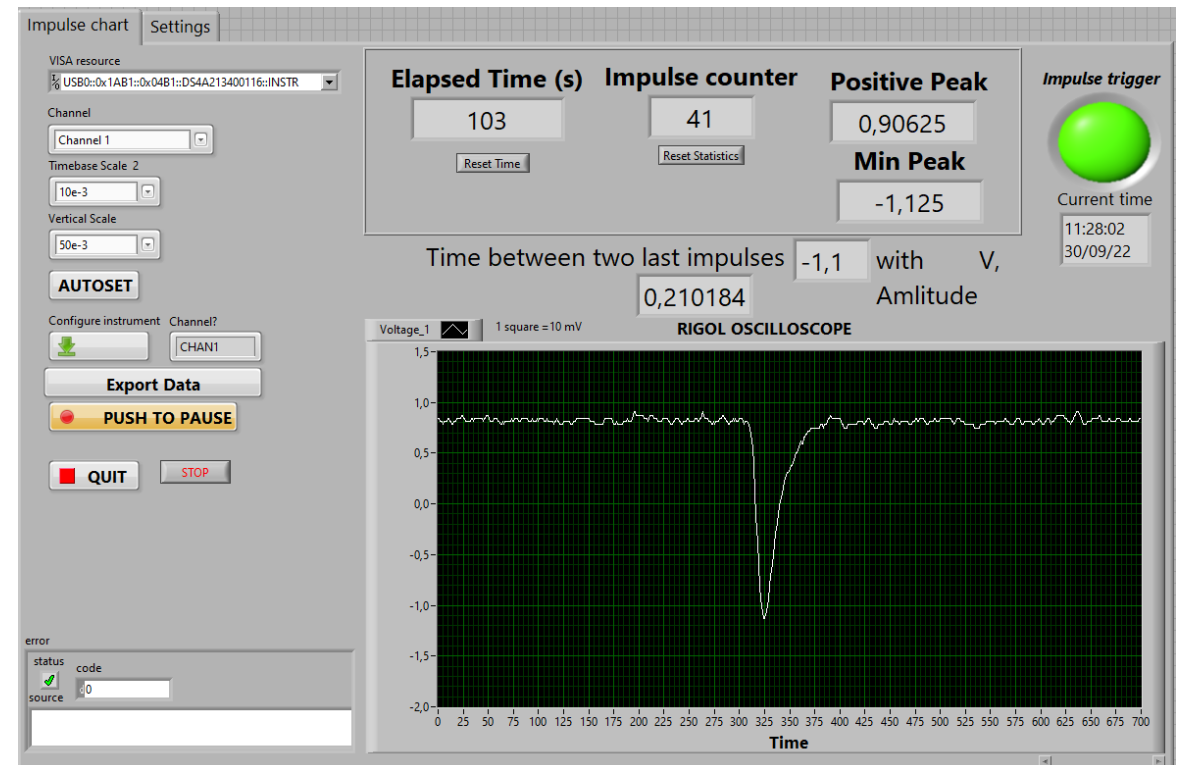 Impulse chart Settings
VISA resource
USB0::0x1AB1::0x04B1::DS4A213400116::INSTR
Channel
Channel 1
Timebase Scale 2
10e-3
Vertical Scale
50e-3
AUTOSET
Configure instrument Channel?
CHAN1
Export Data
PUSH TO PAUSE
QUIT STOP
error
status code
0
source
Elapsed Time (s) Impulse counter Positive Peak
103 41 0,90625
Reset Time Reset Statistics
Min Peak
-1,125
Impulse trigger
Current time
11:28:02
30/09/22
Time between two last impulses -1,1 with V,
0,210184 Amlitude
Voltage_1 1 square =10 mV RIGOL OSCILLOSCOPE
1,5
1,0
0,5
0,0
-0,5
-1,0
-1,5
-2,0
0 25 50 75 100 125 150 175 200 225 250 275 300 325 350 375 400 425 450 475 500 525 550 575 600 625 650 675 700
Time